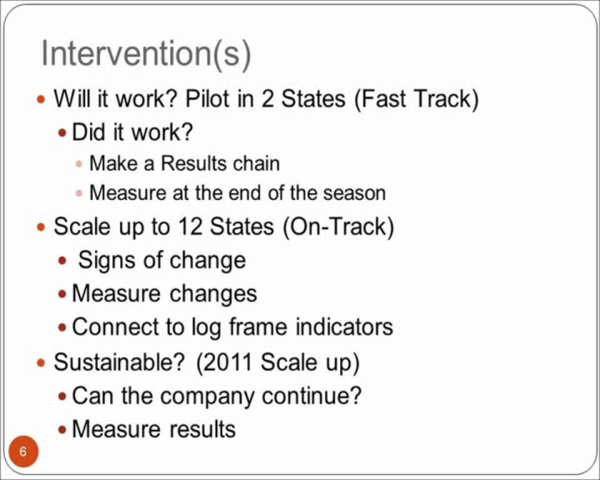 Intervention(s)
• Will it work? Pilot in 2 States (Fast Track)
• Did it work?
• Make a Results chain
• Measure at the end of the season
• Scale up to 12 States (On-Track)
• Signs of change
• Measure changes
• Connect to log frame indicators
• Sustainable? (2011 Scale up)
• Can the company continue?
• Measure results
6